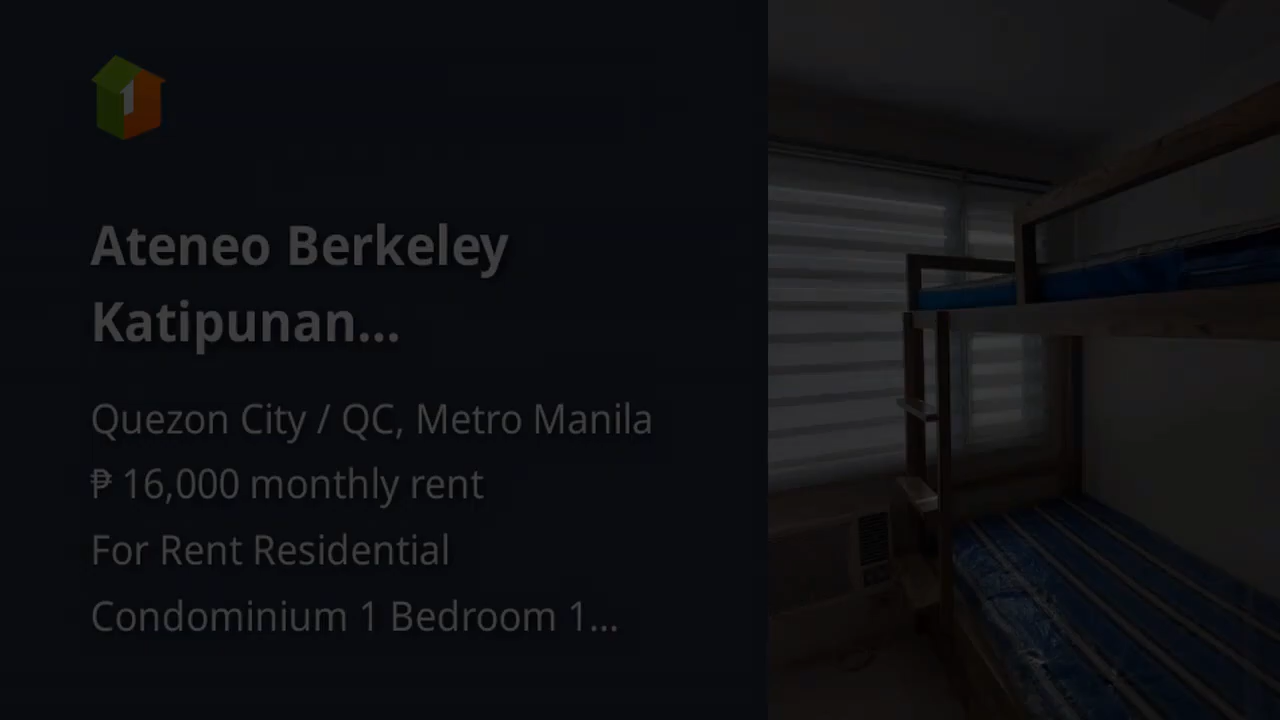 Ateneo Berkeley
Katipunan...
Quezon City / QC, Metro Manila
₱ 16,000 monthly rent
For Rent Residential
Condominium 1 Bedroom 1...